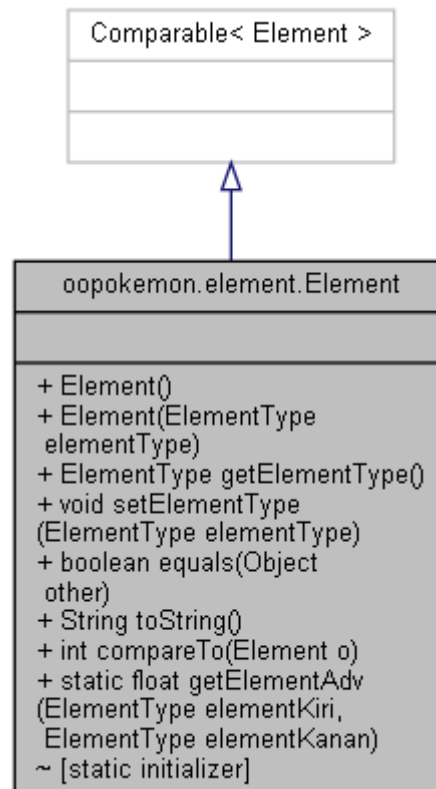 Comparable< Element >
oopokemon.element.Element
+ Element()
+ Element(ElementType
elementType)
+ ElementType getElementType()
+ void setElementType
(ElementType elementType)
+ boolean equals(Object
other)
+ String toString()
+ int compareTo(Element o)
+ static float getElementAdv
(ElementType elementKiri,
ElementType elementKanan)
~ [static initializer]